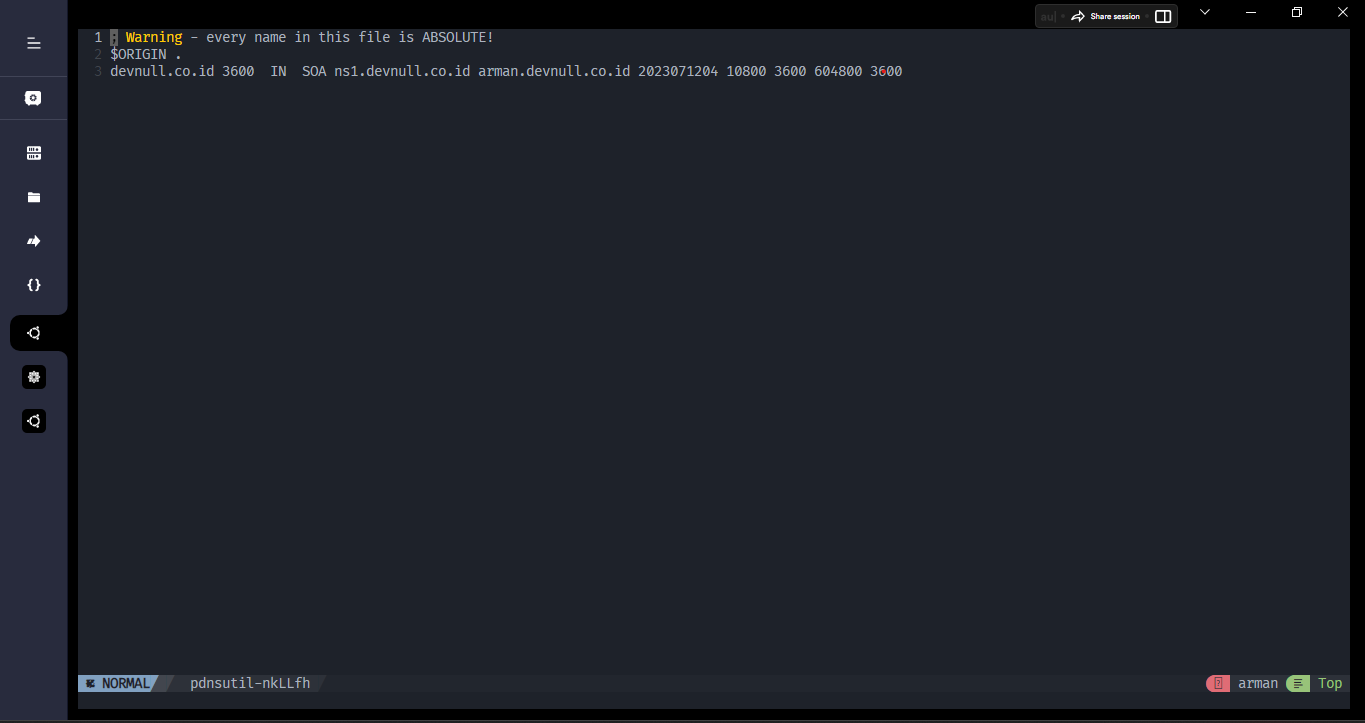 Share session
1 ; Warning - every name in this file is ABSOLUTE!
2 $ORIGIN .
3 devnull.co.id 3600  IN  SOA ns1.devnull.co.id arman.devnull.co.id 2023071204 10800 3600 604800 3600
NORMAL pdnsutil-nkLLfh arman Top